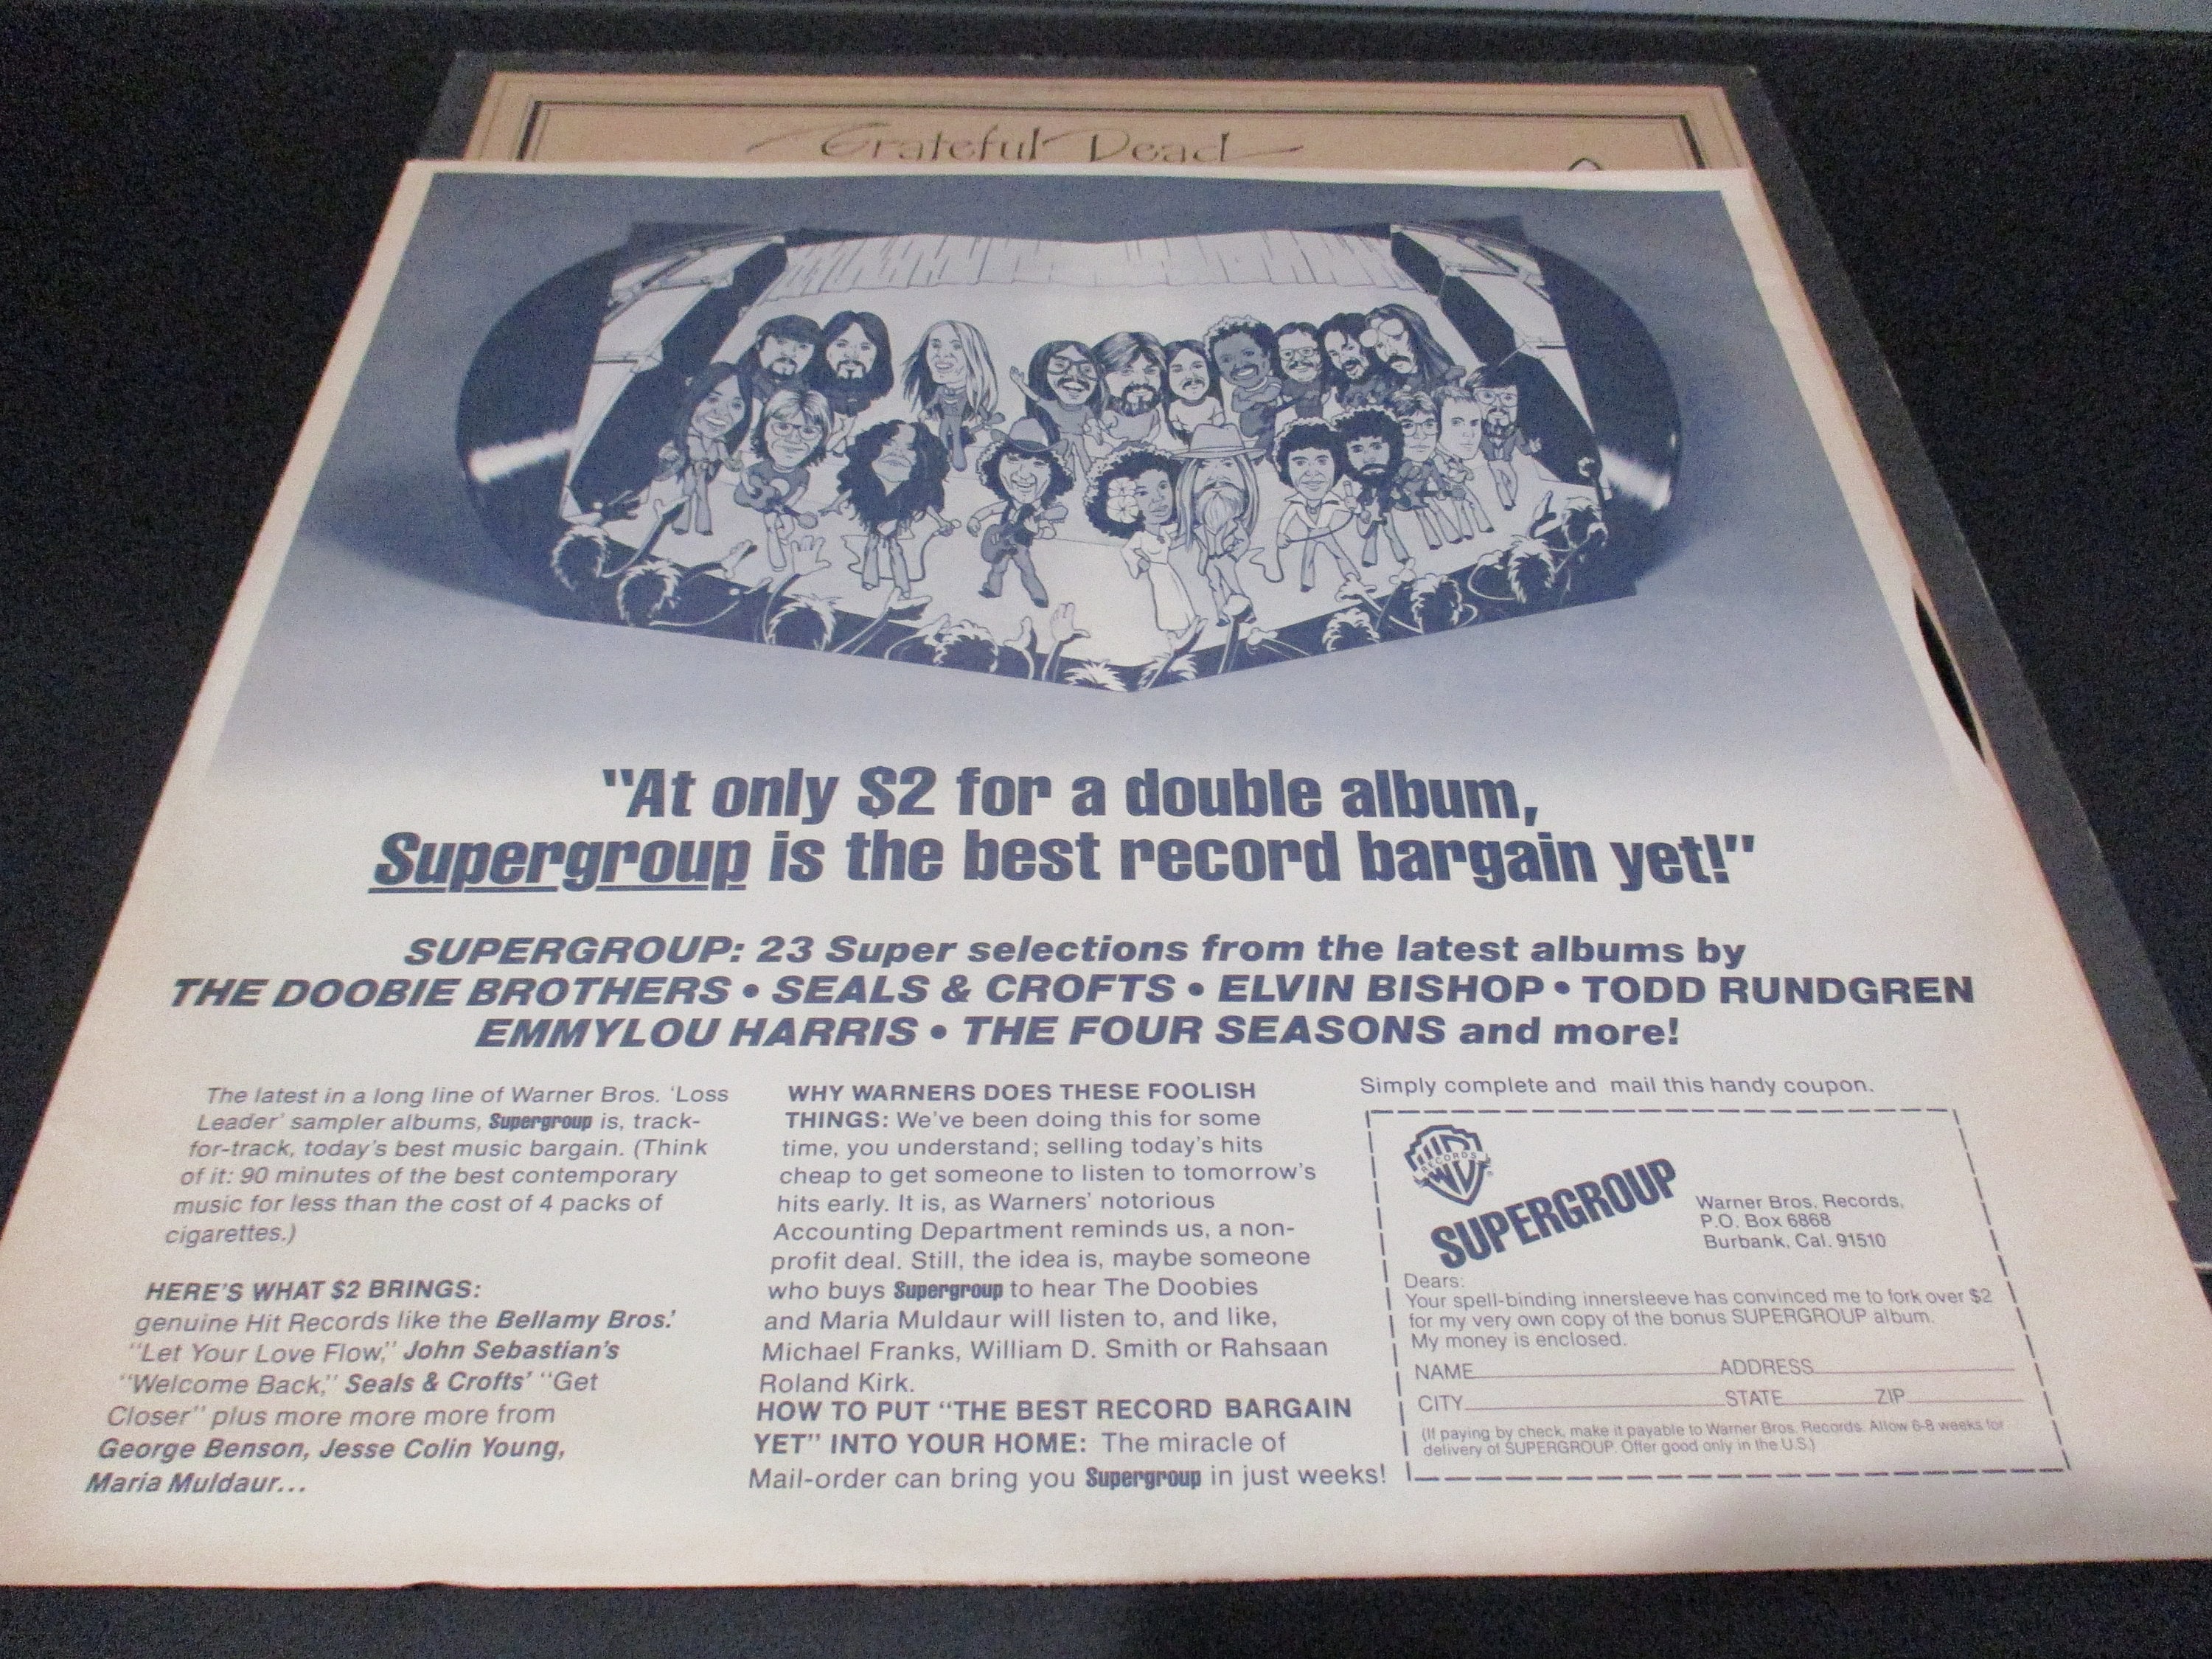 Grateful Dead
"At only $2 for a double album,
Supergroup is the best record bargain yet!"
SUPERGROUP: 23 Super selections from the latest albums by
THE DOOBIE BROTHERS • SEALS & CROFTS • ELVIN BISHOP • TODD RUNDGREN
EMMYLOU HARRIS • THE FOUR SEASONS and more!
The latest in a long line of Warner Bros. 'Loss
Leader' sampler albums, Supergroup is, track-
for-track, today's best music bargain. (Think
of it: 90 minutes of the best contemporary
music for less than the cost of 4 packs of
cigarettes.)
HERE'S WHAT $2 BRINGS:
genuine Hit Records like the Bellamy Bros.'
"Let Your Love Flow," John Sebastian's
"Welcome Back," Seals & Crofts' "Get
Closer" plus more more more from
George Benson, Jesse Colin Young,
Maria Muldaur...
WHY WARNERS DOES THESE FOOLISH
THINGS: We've been doing this for some
time, you understand; selling today's hits
cheap to get someone to listen to tomorrow's
hits early. It is, as Warners' notorious
Accounting Department reminds us, a non-
profit deal. Still, the idea is, maybe someone
who buys Supergroup to hear The Doobies
and Maria Muldaur will listen to, and like,
Michael Franks, William D. Smith or Rahsaan
Roland Kirk.
HOW TO PUT "THE BEST RECORD BARGAIN
YET" INTO YOUR HOME: The miracle of
Mail-order can bring you Supergroup in just weeks!
Simply complete and mail this handy coupon.
WB
RECORDS
SUPERGROUP
Warner Bros. Records,
P.O. Box 6868
Burbank, Cal. 91510
Dears:
Your spell-binding innersleeve has convinced me to fork over $2
for my very own copy of the bonus SUPERGROUP album.
My money is enclosed.
NAME ADDRESS
CITY STATE ZIP
(If paying by check, make it payable to Warner Bros. Records. Allow 6-8 weeks for
delivery of SUPERGROUP. Offer good only in the U.S.)